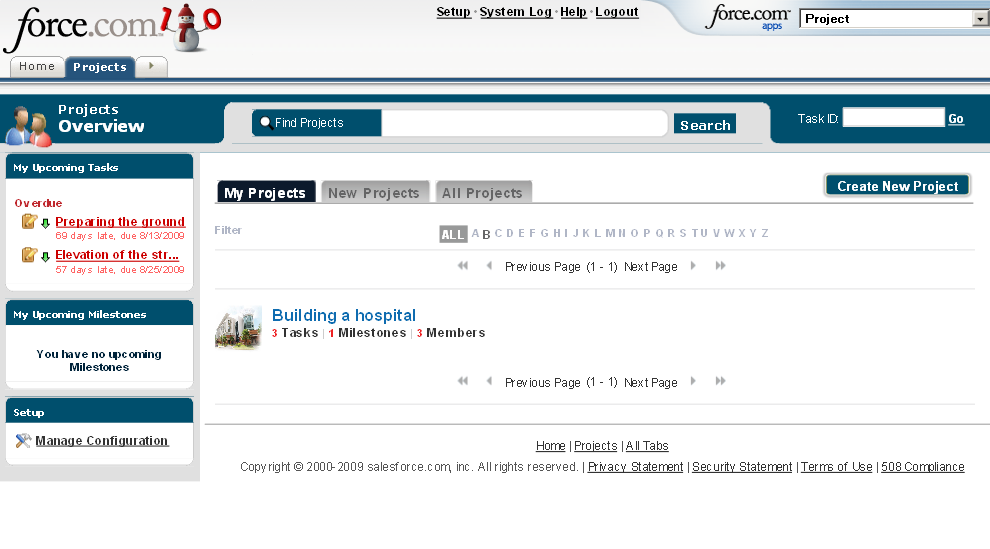 force.com 10
Setup · System Log · Help · Logout
force.com apps
Project
Home Projects
Projects
Overview
Find Projects
Search
Task ID:
Go
My Upcoming Tasks
Overdue
Preparing the ground
69 days late, due 8/13/2009
Elevation of the str...
57 days late, due 8/25/2009
My Upcoming Milestones
You have no upcoming
Milestones
Setup
Manage Configuration
My Projects New Projects All Projects
Create New Project
Filter
ALL A B C D E F G H I J K L M N O P Q R S T U V W X Y Z
Previous Page (1 - 1) Next Page
Building a hospital
3 Tasks | 1 Milestones | 3 Members
Previous Page (1 - 1) Next Page
Home | Projects | All Tabs
Copyright © 2000-2009 salesforce.com, inc. All rights reserved. | Privacy Statement | Security Statement | Terms of Use | 508 Compliance